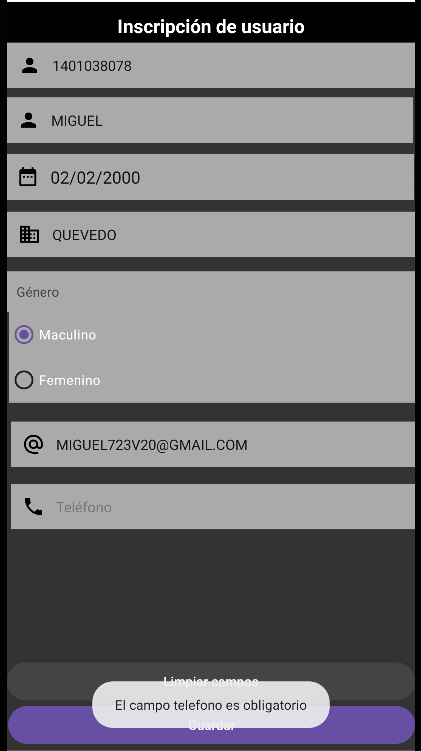 Inscripción de usuario
1401038078
MIGUEL
02/02/2000
QUEVEDO
Género
Maculino
Femenino
MIGUEL723V20@GMAIL.COM
Teléfono
Limpiar campos
El campo telefono es obligatorio
Guardar